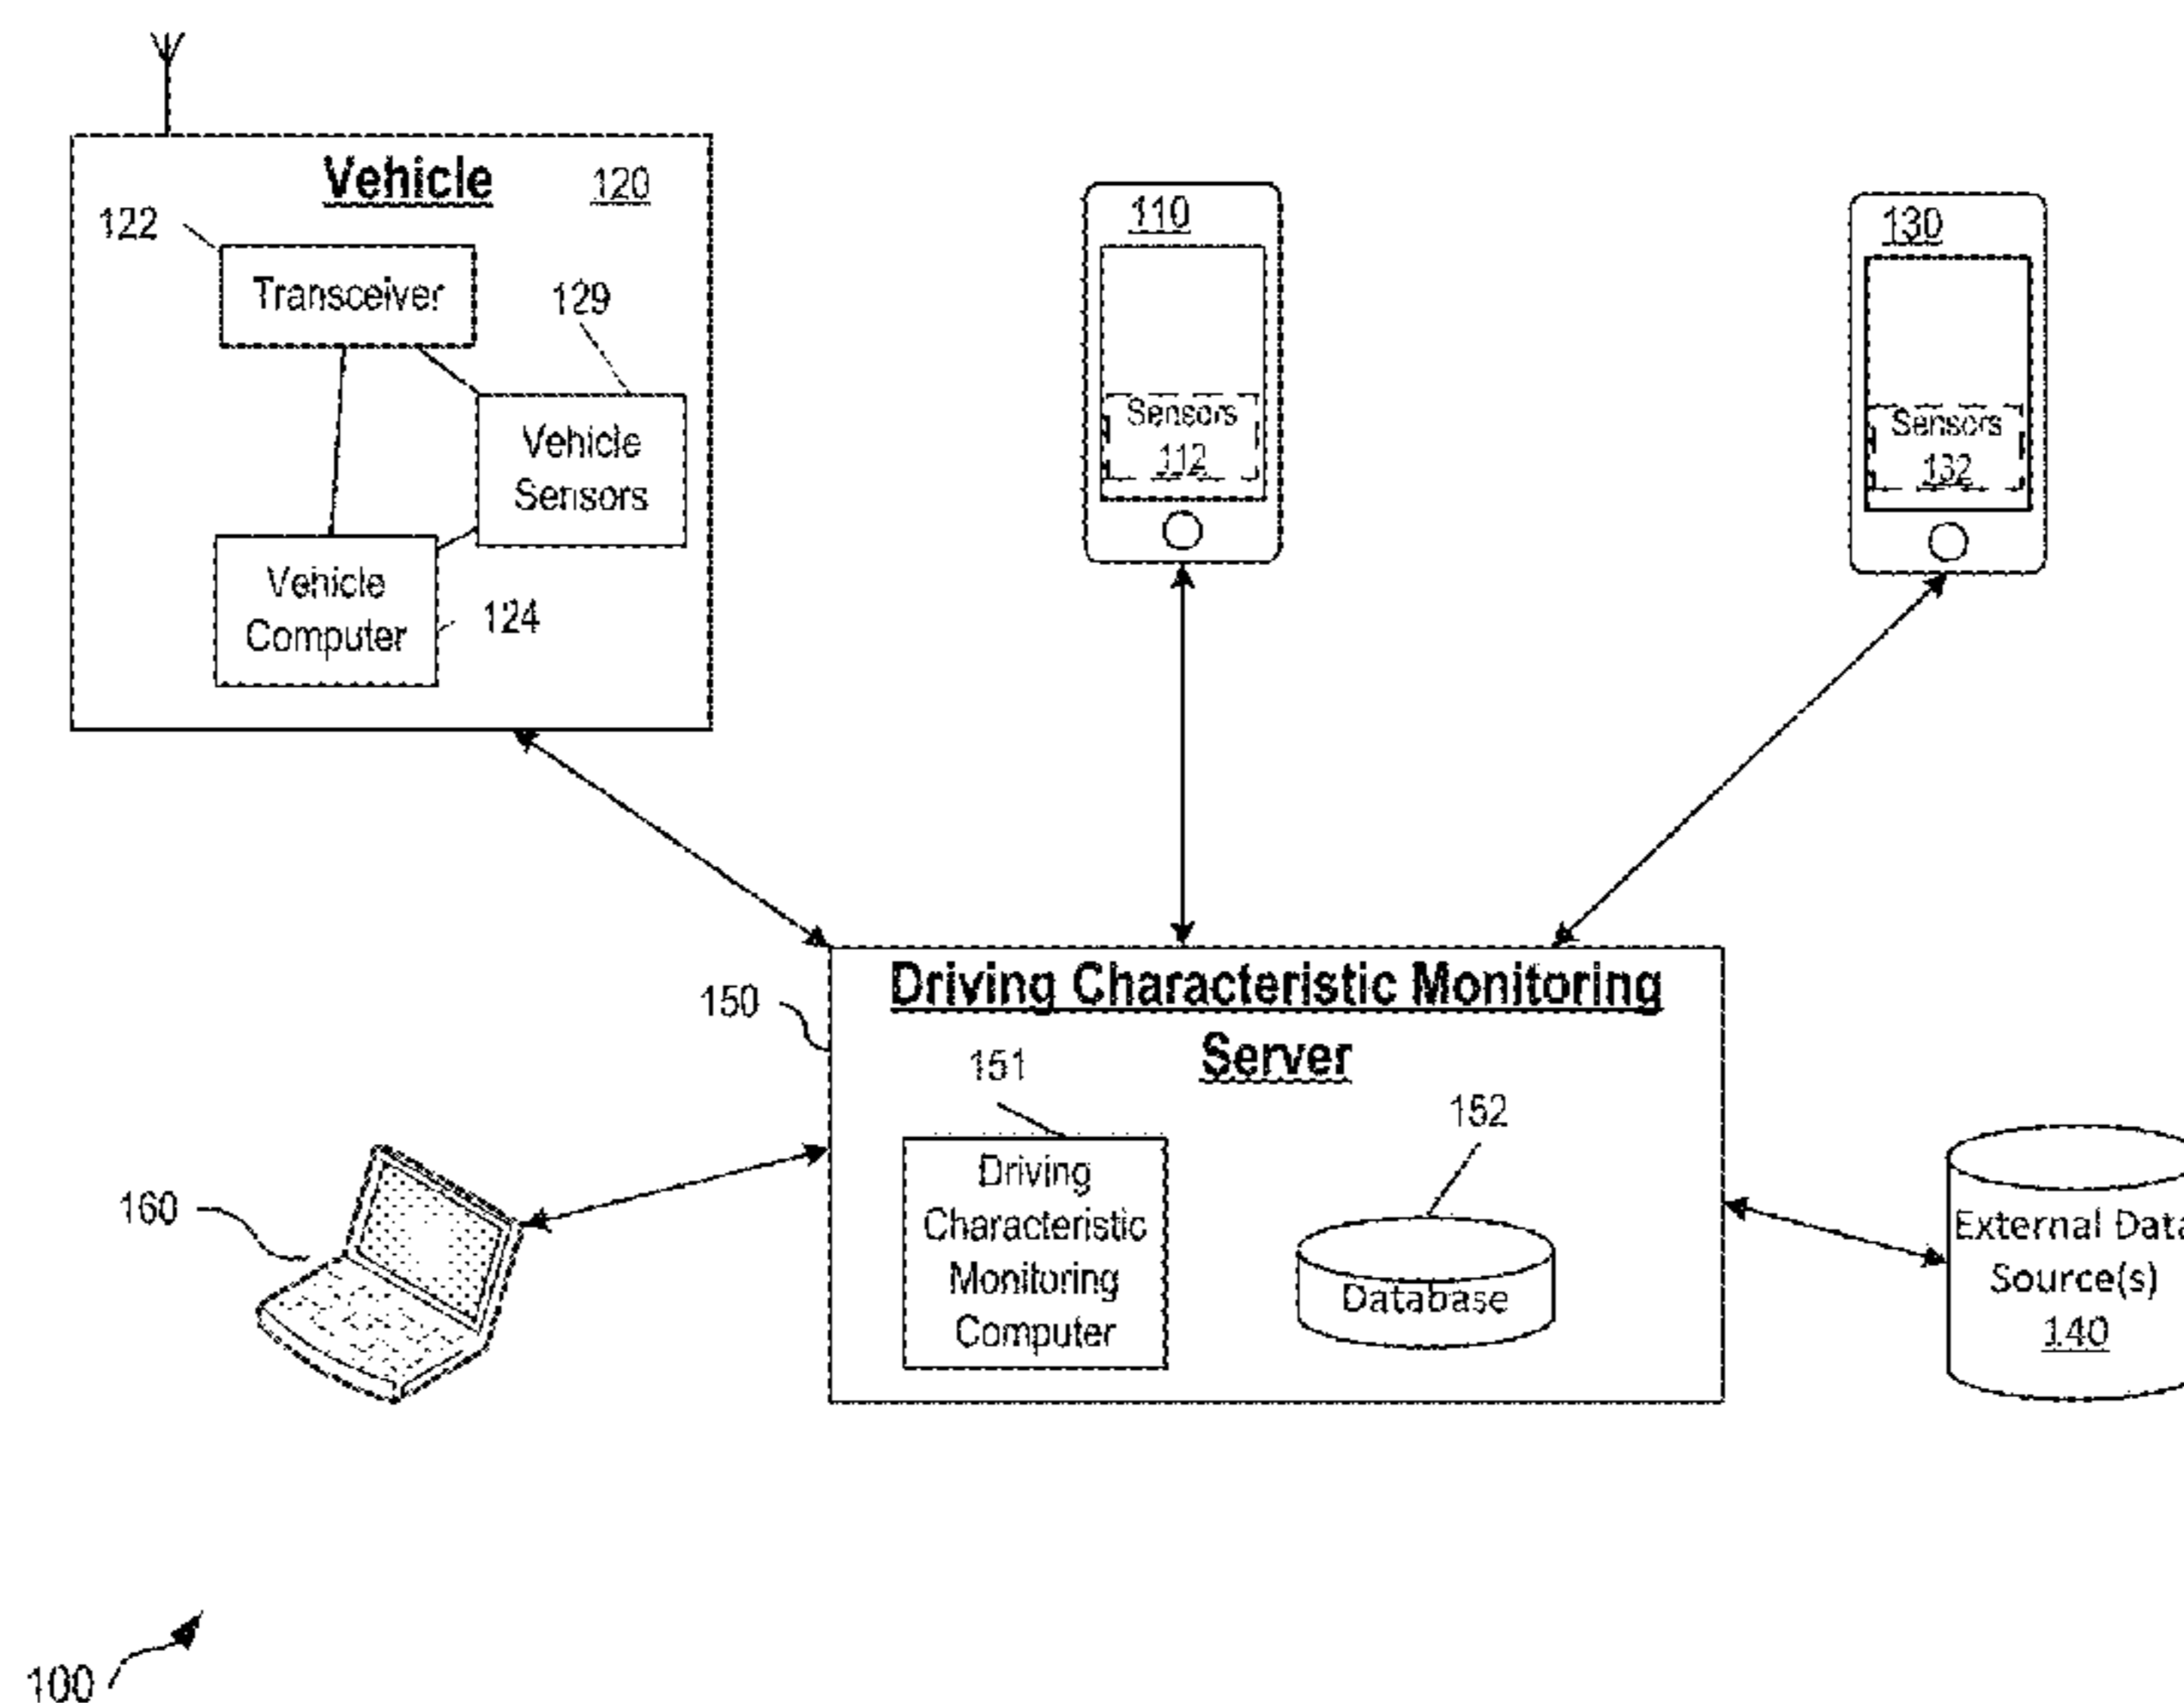 Vehicle 120
122
Transceiver
129
Vehicle
Sensors
Vehicle
Computer
124
110
Sensors
112
130
Sensors
132
150
Driving Characteristic Monitoring
Server
151
Driving
Characteristic
Monitoring
Computer
152
Database
160
External Data
Source(s)
140
100